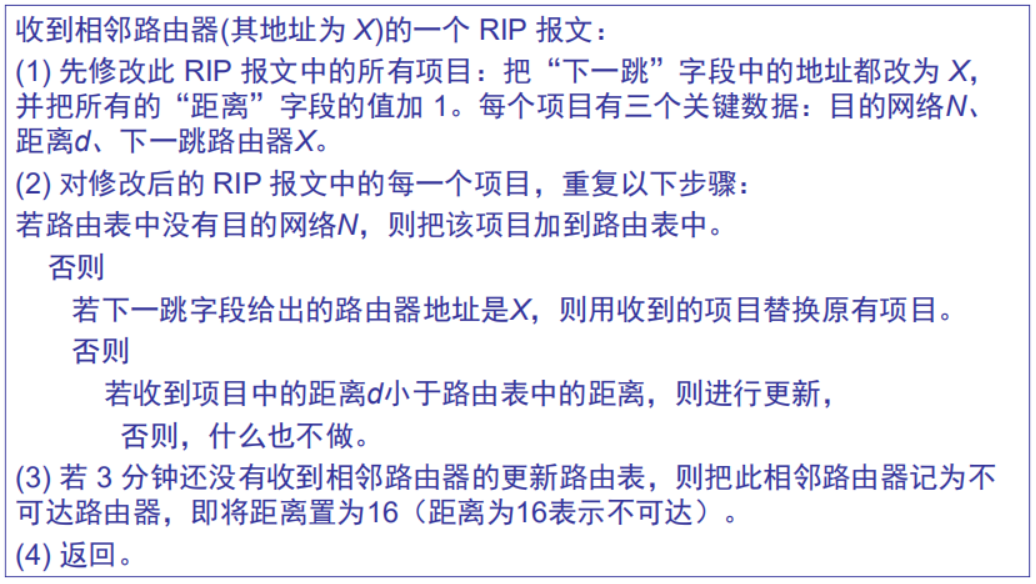 收到相邻路由器(其地址为 X)的一个 RIP 报文：
(1) 先修改此 RIP 报文中的所有项目：把“下一跳”字段中的地址都改为 X，
并把所有的“距离”字段的值加 1。每个项目有三个关键数据：目的网络N、
距离d、下一跳路由器X。
(2) 对修改后的 RIP 报文中的每一个项目，重复以下步骤：
若路由表中没有目的网络N，则把该项目加到路由表中。
否则
若下一跳字段给出的路由器地址是X，则用收到的项目替换原有项目。
否则
若收到项目中的距离d小于路由表中的距离，则进行更新，
否则，什么也不做。
(3) 若 3 分钟还没有收到相邻路由器的更新路由表，则把此相邻路由器记为不
可达路由器，即将距离置为16（距离为16表示不可达）。
(4) 返回。